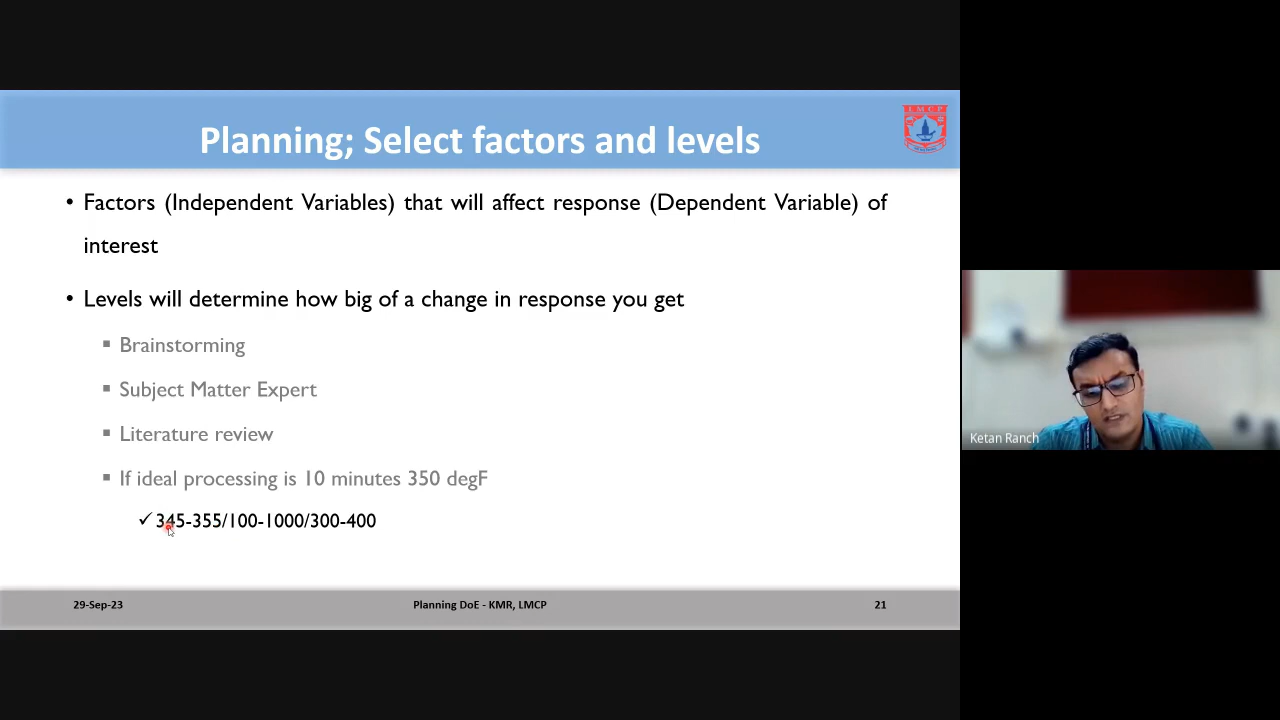 LMCP
Planning; Select factors and levels
• Factors (Independent Variables) that will affect response (Dependent Variable) of
interest
• Levels will determine how big of a change in response you get
▪ Brainstorming
▪ Subject Matter Expert
▪ Literature review
▪ If ideal processing is 10 minutes 350 degF
✓ 345-355/100-1000/300-400
29-Sep-23
Planning DoE - KMR, LMCP
21
Ketan Ranch